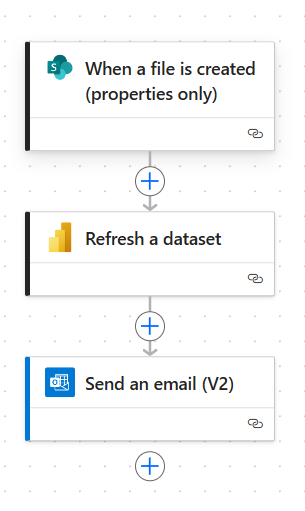 When a file is created
(properties only)
Refresh a dataset
Send an email (V2)